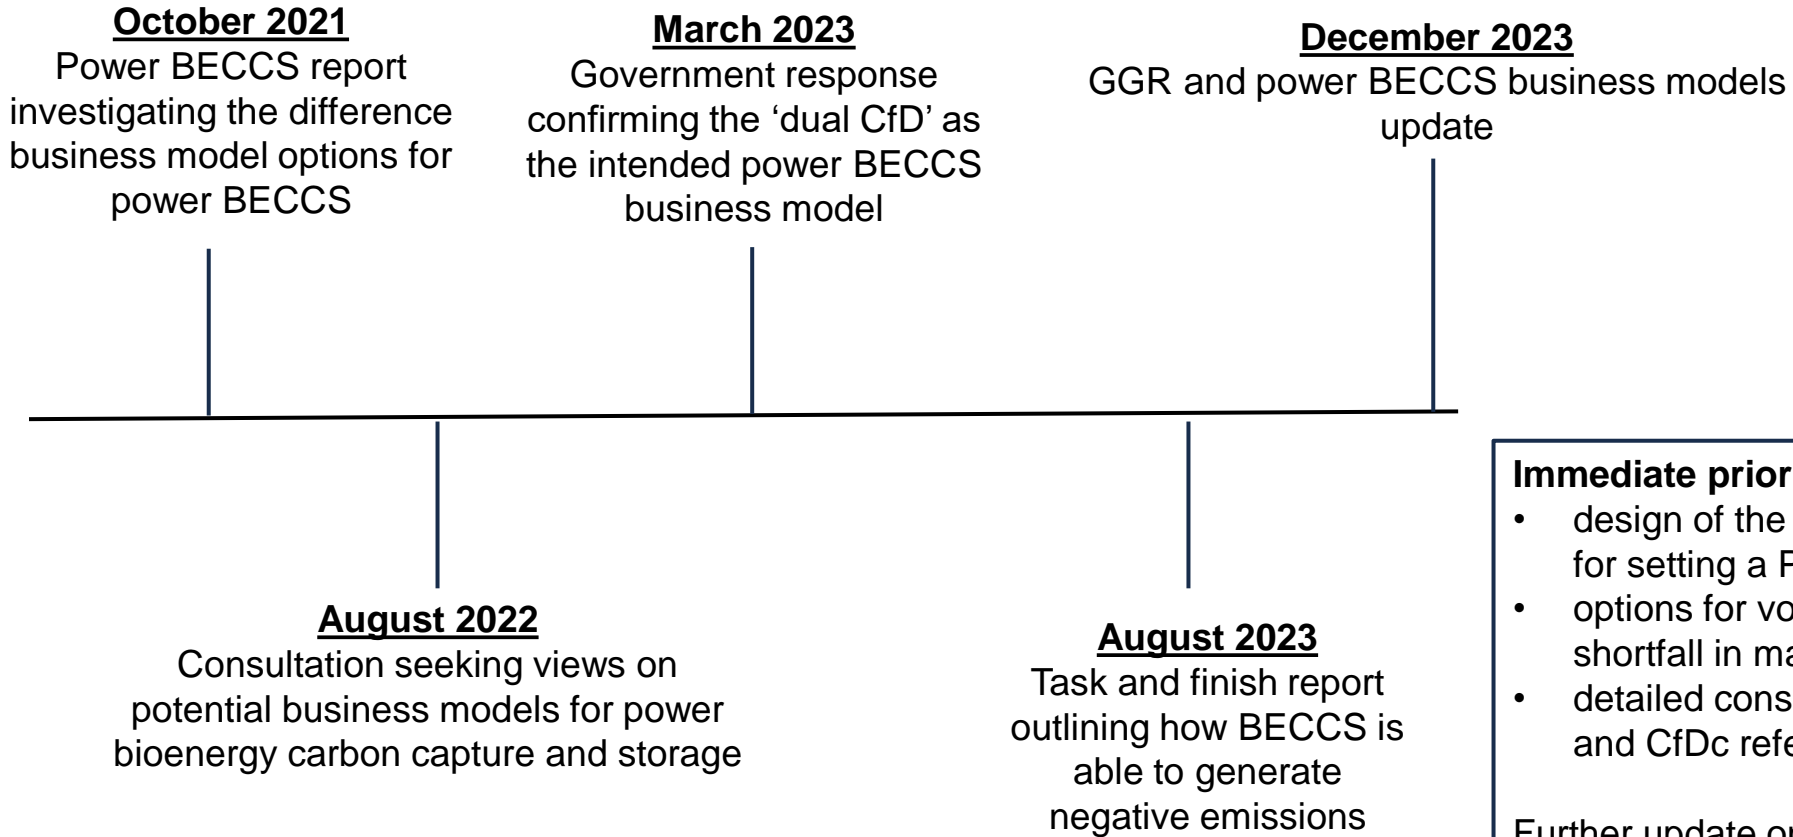 October 2021
Power BECCS report
investigating the difference
business model options for
power BECCS
March 2023
Government response
confirming the ‘dual CfD’ as
the intended power BECCS
business model
December 2023
GGR and power BECCS business models
update
August 2022
Consultation seeking views on
potential business models for power
bioenergy carbon capture and storage
August 2023
Task and finish report
outlining how BECCS is
able to generate
negative emissions
Immediate
• design of the
for setting a
• options for
shortfall in
• detailed
and CfDc
Further update